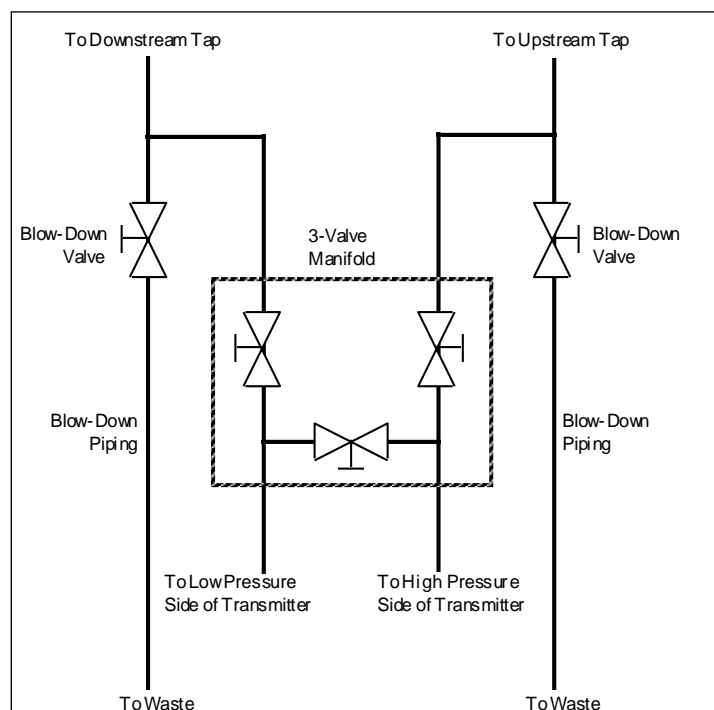 To Downstream Tap
To Upstream Tap
Blow-Down
Valve
3-Valve
Manifold
Blow-Down
Valve
Blow-Down
Piping
Blow-Down
Piping
To Low Pressure
Side of Transmitter
To High Pressure
Side of Transmitter
To Waste
To Waste